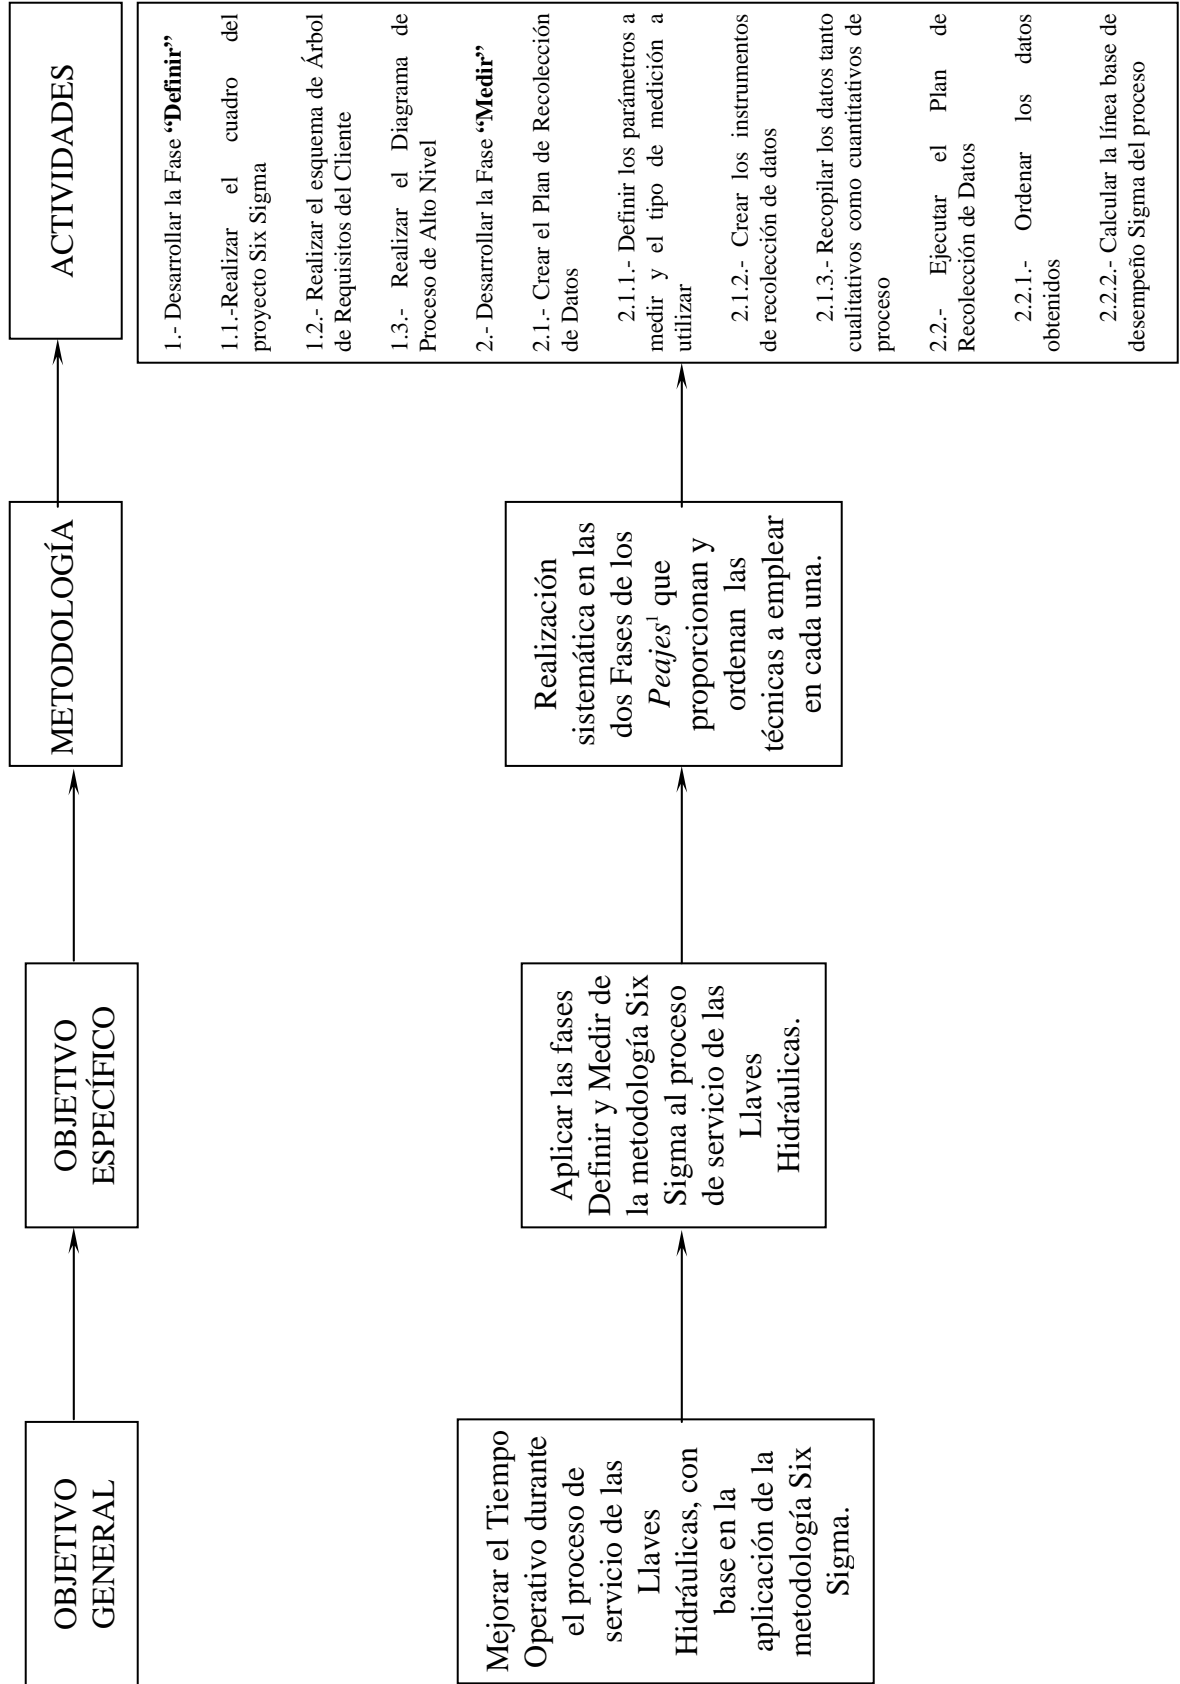 OBJETIVO
GENERAL
OBJETIVO
ESPECÍFICO
METODOLOGÍA
ACTIVIDADES
Mejorar el Tiempo
Operativo durante
el proceso de
servicio de las
Llaves
Hidráulicas, con
base en la
aplicación de la
metodología Six
Sigma.
Aplicar las fases
Definir y Medir de
la metodología Six
Sigma al proceso
de servicio de las
Llaves
Hidráulicas.
Realización
sistemática en las
dos Fases de los
Peajes¹ que
proporcionan y
ordenan las
técnicas a emplear
en cada una.
1.- Desarrollar la Fase “Definir”
1.1.-Realizar el cuadro del
proyecto Six Sigma
1.2.- Realizar el esquema de Árbol
de Requisitos del Cliente
1.3.- Realizar el Diagrama de
Proceso de Alto Nivel
2.- Desarrollar la Fase “Medir”
2.1.- Crear el Plan de Recolección
de Datos
2.1.1.- Definir los parámetros a
medir y el tipo de medición a
utilizar
2.1.2.- Crear los instrumentos
de recolección de datos
2.1.3.- Recopilar los datos tanto
cualitativos como cuantitativos de
proceso
2.2.- Ejecutar el Plan de
Recolección de Datos
2.2.1.- Ordenar los datos
obtenidos
2.2.2.- Calcular la línea base de
desempeño Sigma del proceso